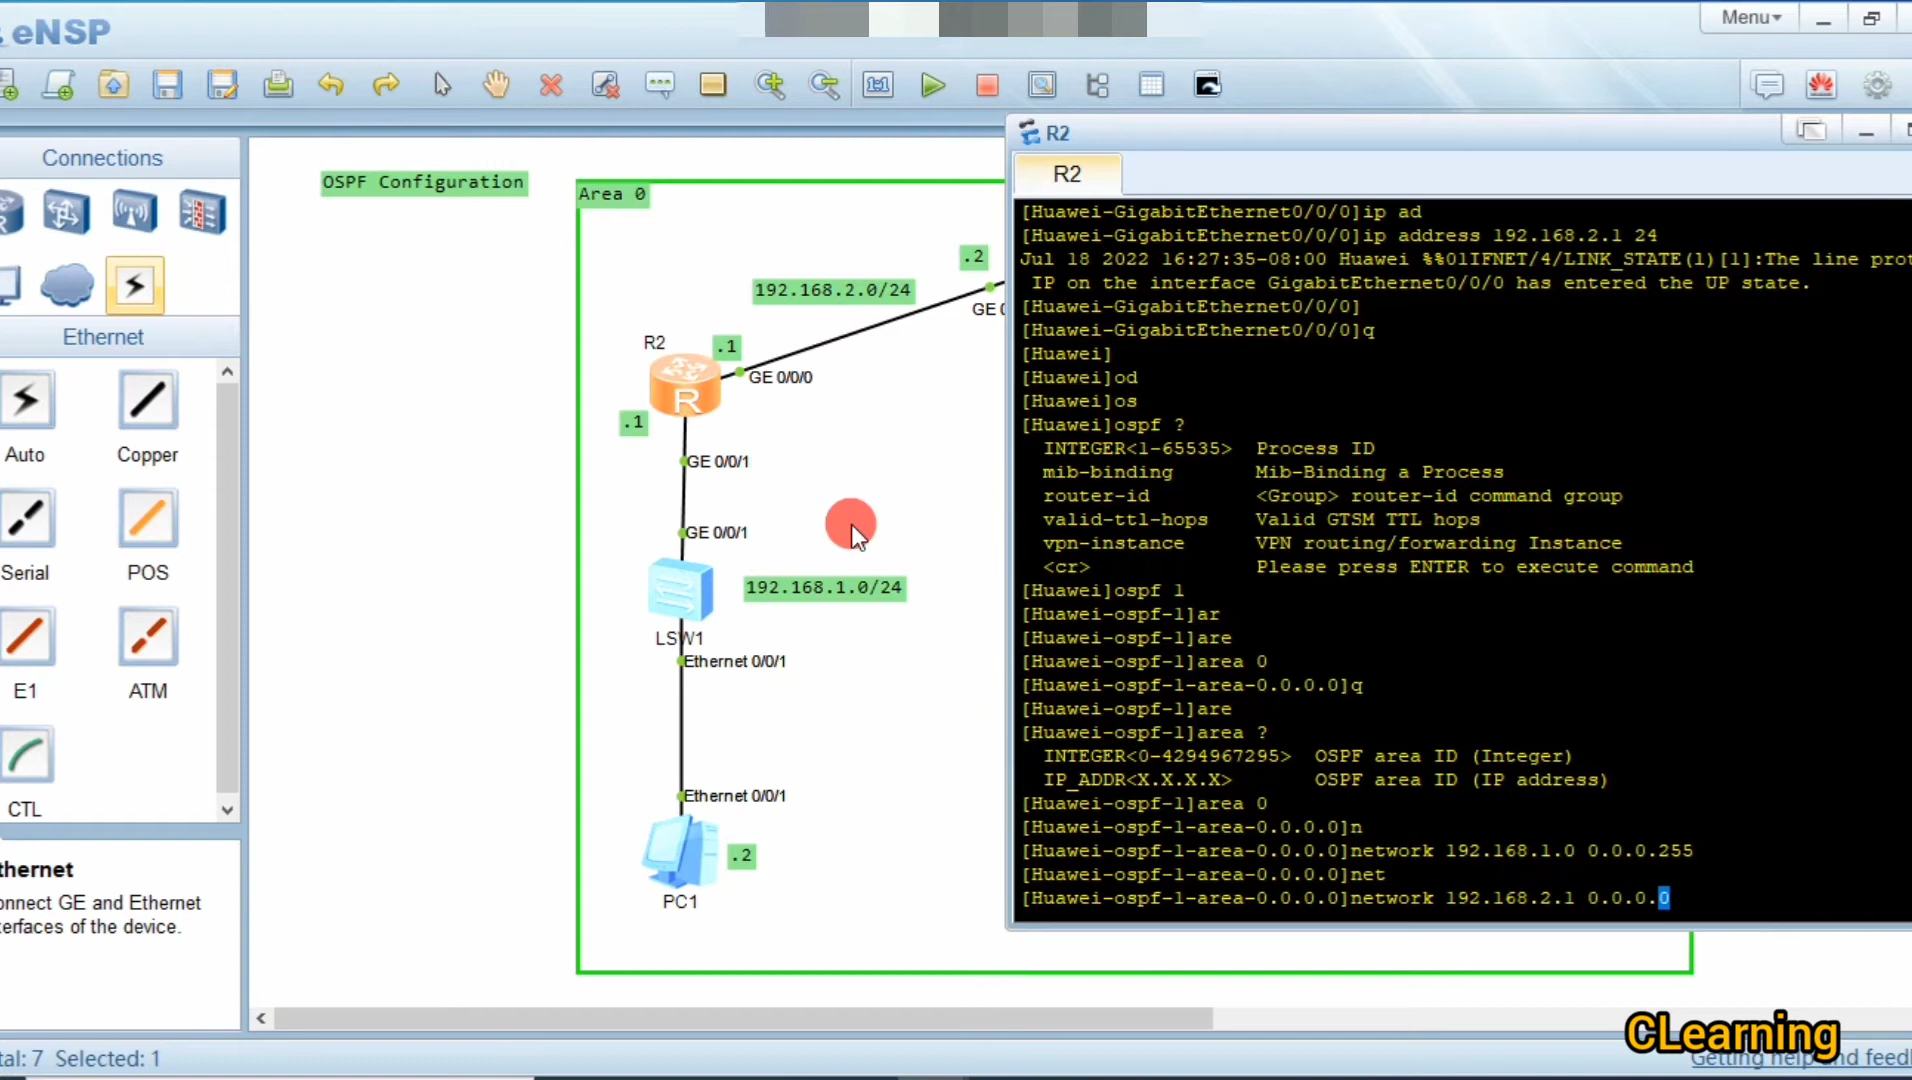 eNSP
Menu
Connections
Ethernet
Auto
Copper
Serial
POS
E1
ATM
CTL
thernet
onnect GE and Ethernet
terfaces of the device.
tal: 7 Selected: 1
OSPF Configuration
Area 0
.2
192.168.2.0/24
GE 0
R2
.1
GE 0/0/0
.1
GE 0/0/1
GE 0/0/1
192.168.1.0/24
LSW1
Ethernet 0/0/1
Ethernet 0/0/1
.2
PC1
R2
R2
[Huawei-GigabitEthernet0/0/0]ip ad
[Huawei-GigabitEthernet0/0/0]ip address 192.168.2.1 24
Jul 18 2022 16:27:35-08:00 Huawei %%01IFNET/4/LINK_STATE(l)[1]:The line prot
IP on the interface GigabitEthernet0/0/0 has entered the UP state.
[Huawei-GigabitEthernet0/0/0]
[Huawei-GigabitEthernet0/0/0]q
[Huawei]
[Huawei]od
[Huawei]os
[Huawei]ospf ?
INTEGER<1-65535> Process ID
mib-binding Mib-Binding a Process
router-id <Group> router-id command group
valid-ttl-hops Valid GTSM TTL hops
vpn-instance VPN routing/forwarding Instance
<cr> Please press ENTER to execute command
[Huawei]ospf 1
[Huawei-ospf-1]ar
[Huawei-ospf-1]are
[Huawei-ospf-1]area 0
[Huawei-ospf-1-area-0.0.0.0]q
[Huawei-ospf-1]are
[Huawei-ospf-1]area ?
INTEGER<0-4294967295> OSPF area ID (Integer)
IP_ADDR<X.X.X.X> OSPF area ID (IP address)
[Huawei-ospf-1]area 0
[Huawei-ospf-1-area-0.0.0.0]n
[Huawei-ospf-1-area-0.0.0.0]network 192.168.1.0 0.0.0.255
[Huawei-ospf-1-area-0.0.0.0]net
[Huawei-ospf-1-area-0.0.0.0]network 192.168.2.1 0.0.0.0
CLearning
Getting help and feed